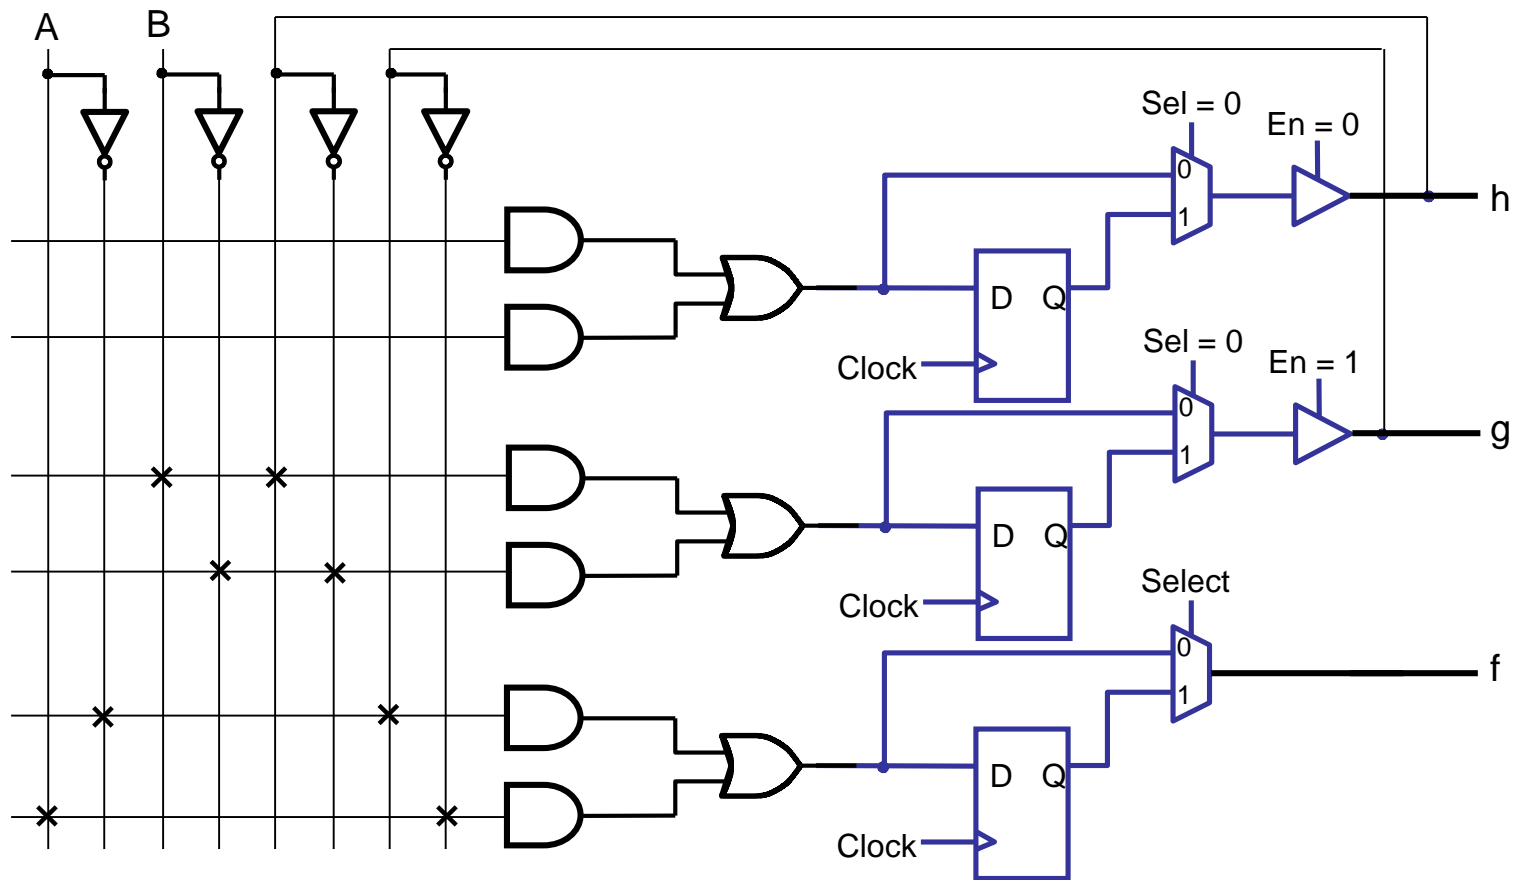 A
B
Sel = 0
En = 0
0
1
h
D Q
Clock
Sel = 0
En = 1
0
1
g
D Q
Clock
Select
0
1
f
D Q
Clock